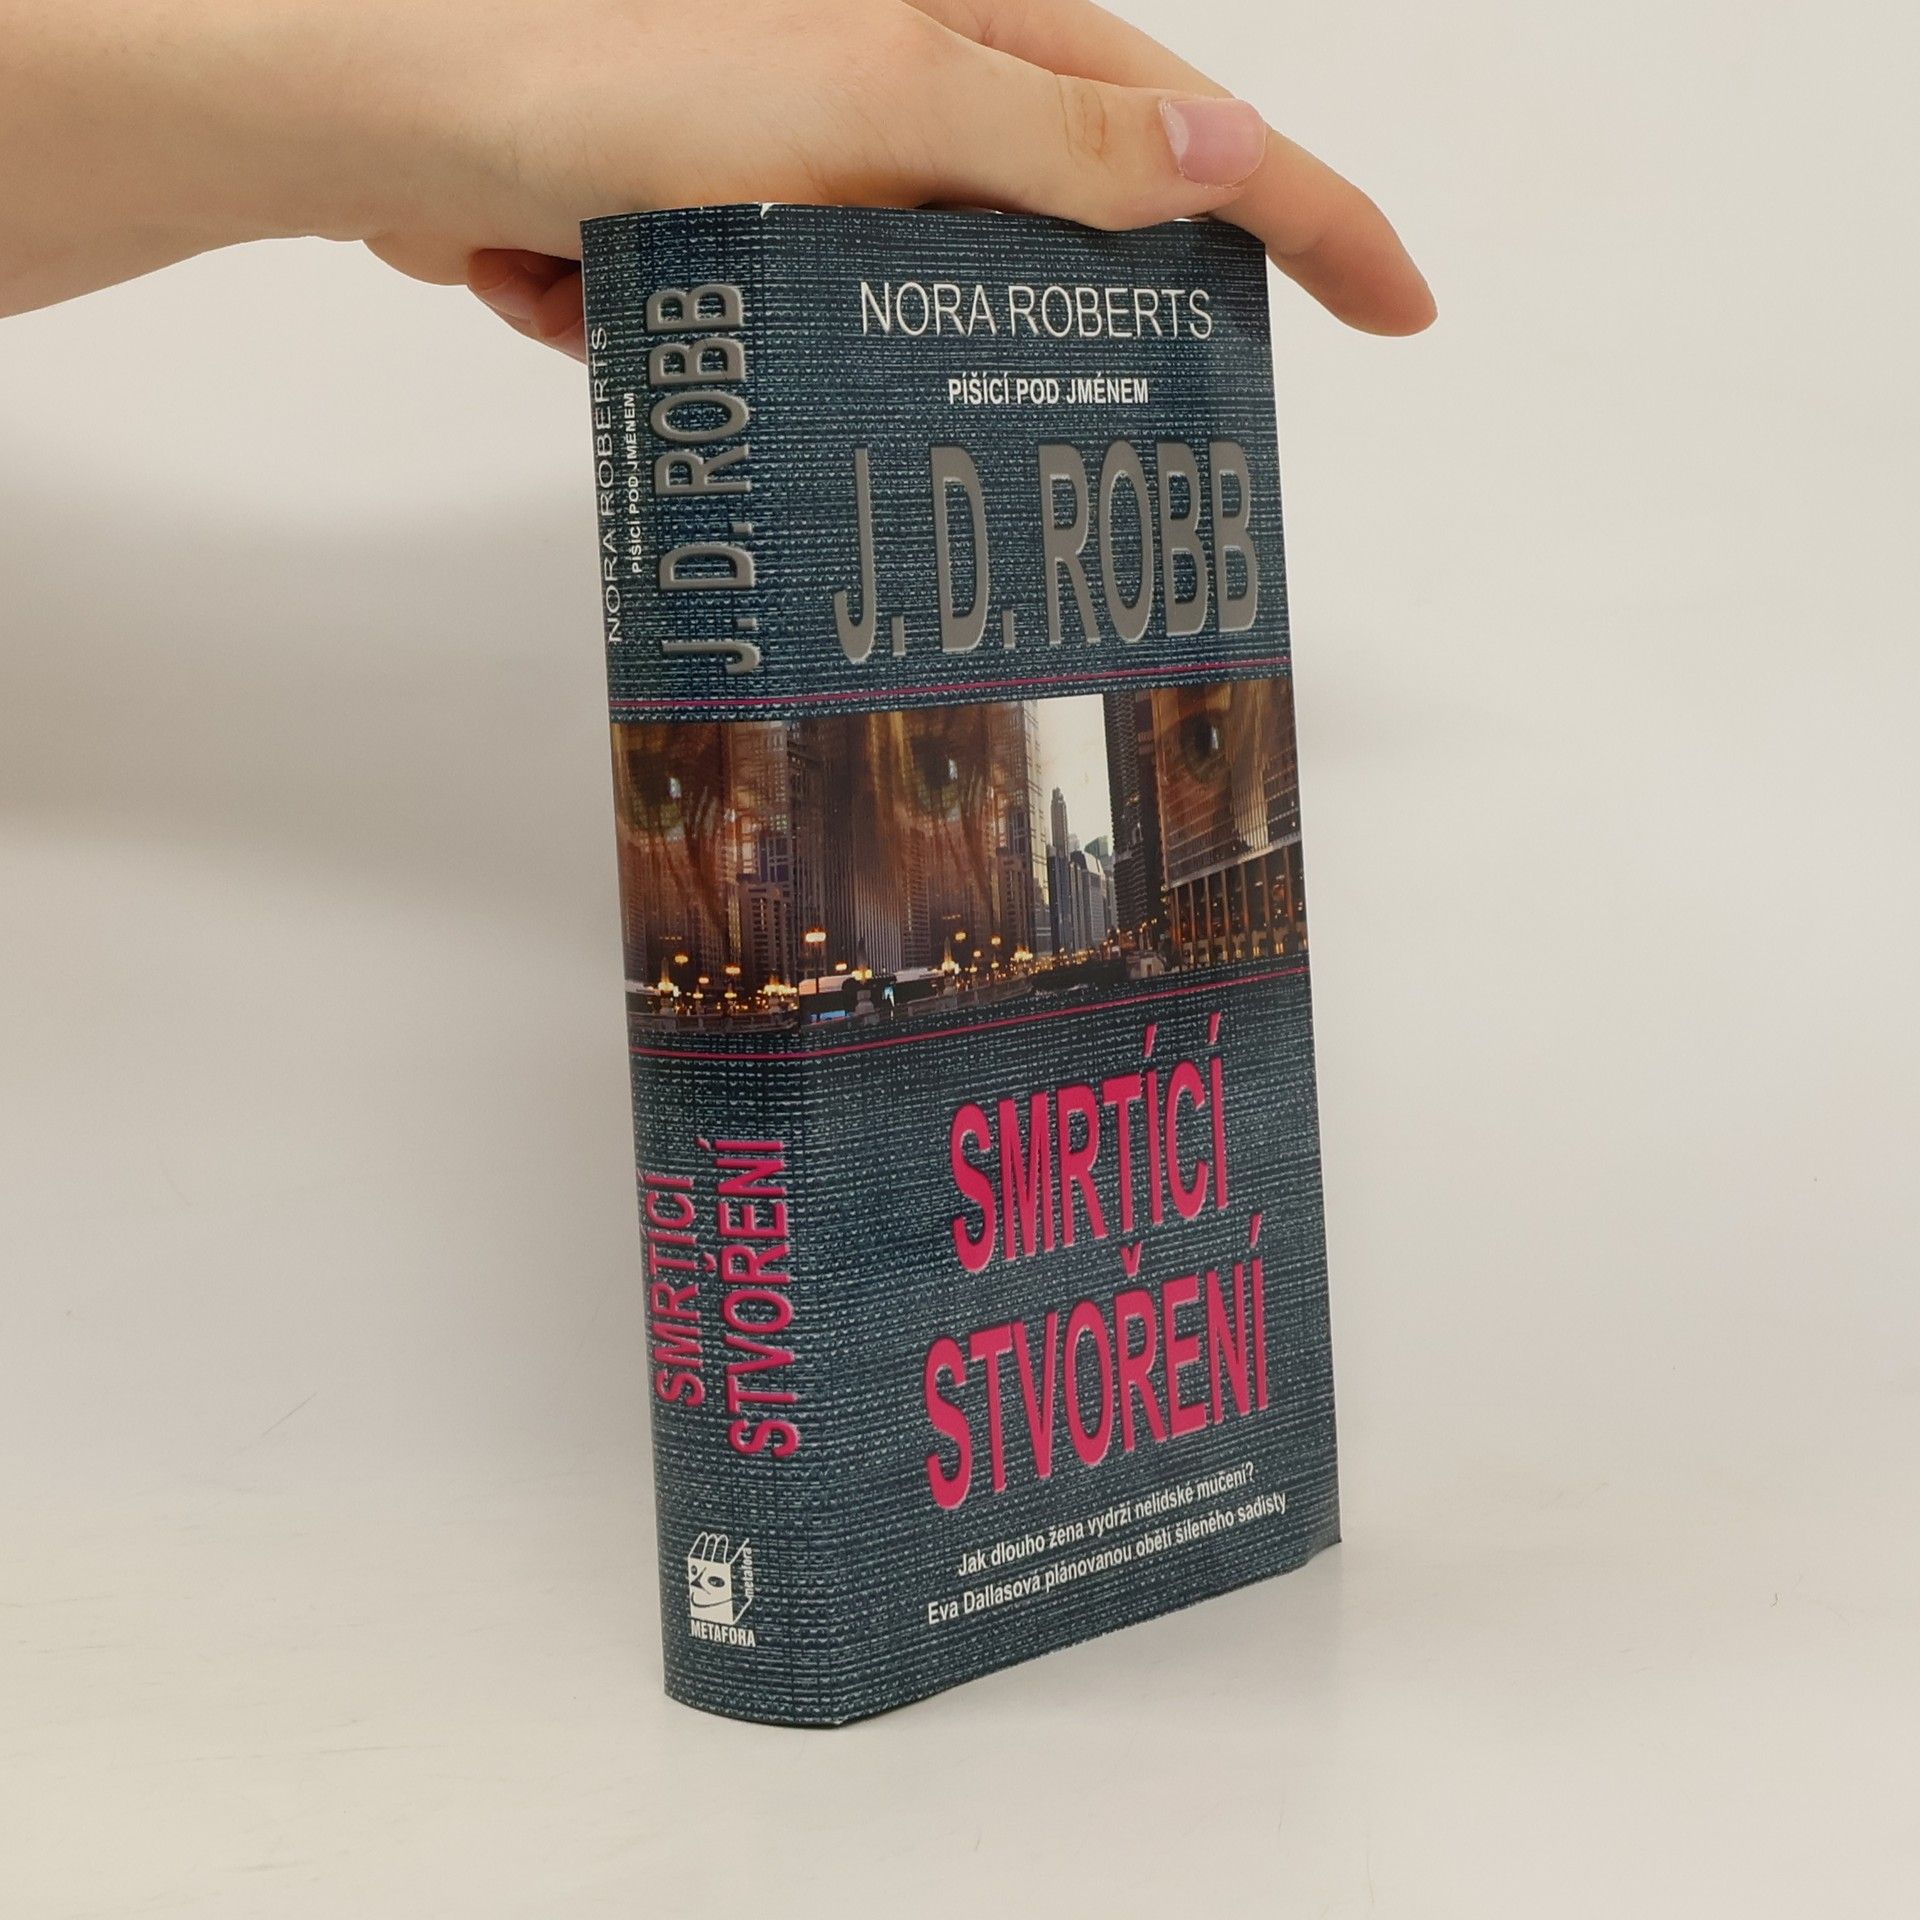 NORA ROBERTS
PÍŠÍCÍ POD JMÉNEM
J. D. ROBB
SMRTÍCÍ
STVOŘENÍ
metafora
METAFORA
NORA ROBERTS
PÍŠÍCÍ POD JMÉNEM
J. D. ROBB
SMRTÍCÍ
STVOŘENÍ
Jak dlouho žena vydrží nelidské mučení?
Eva Dallasová plánovanou obětí šíleného sadisty